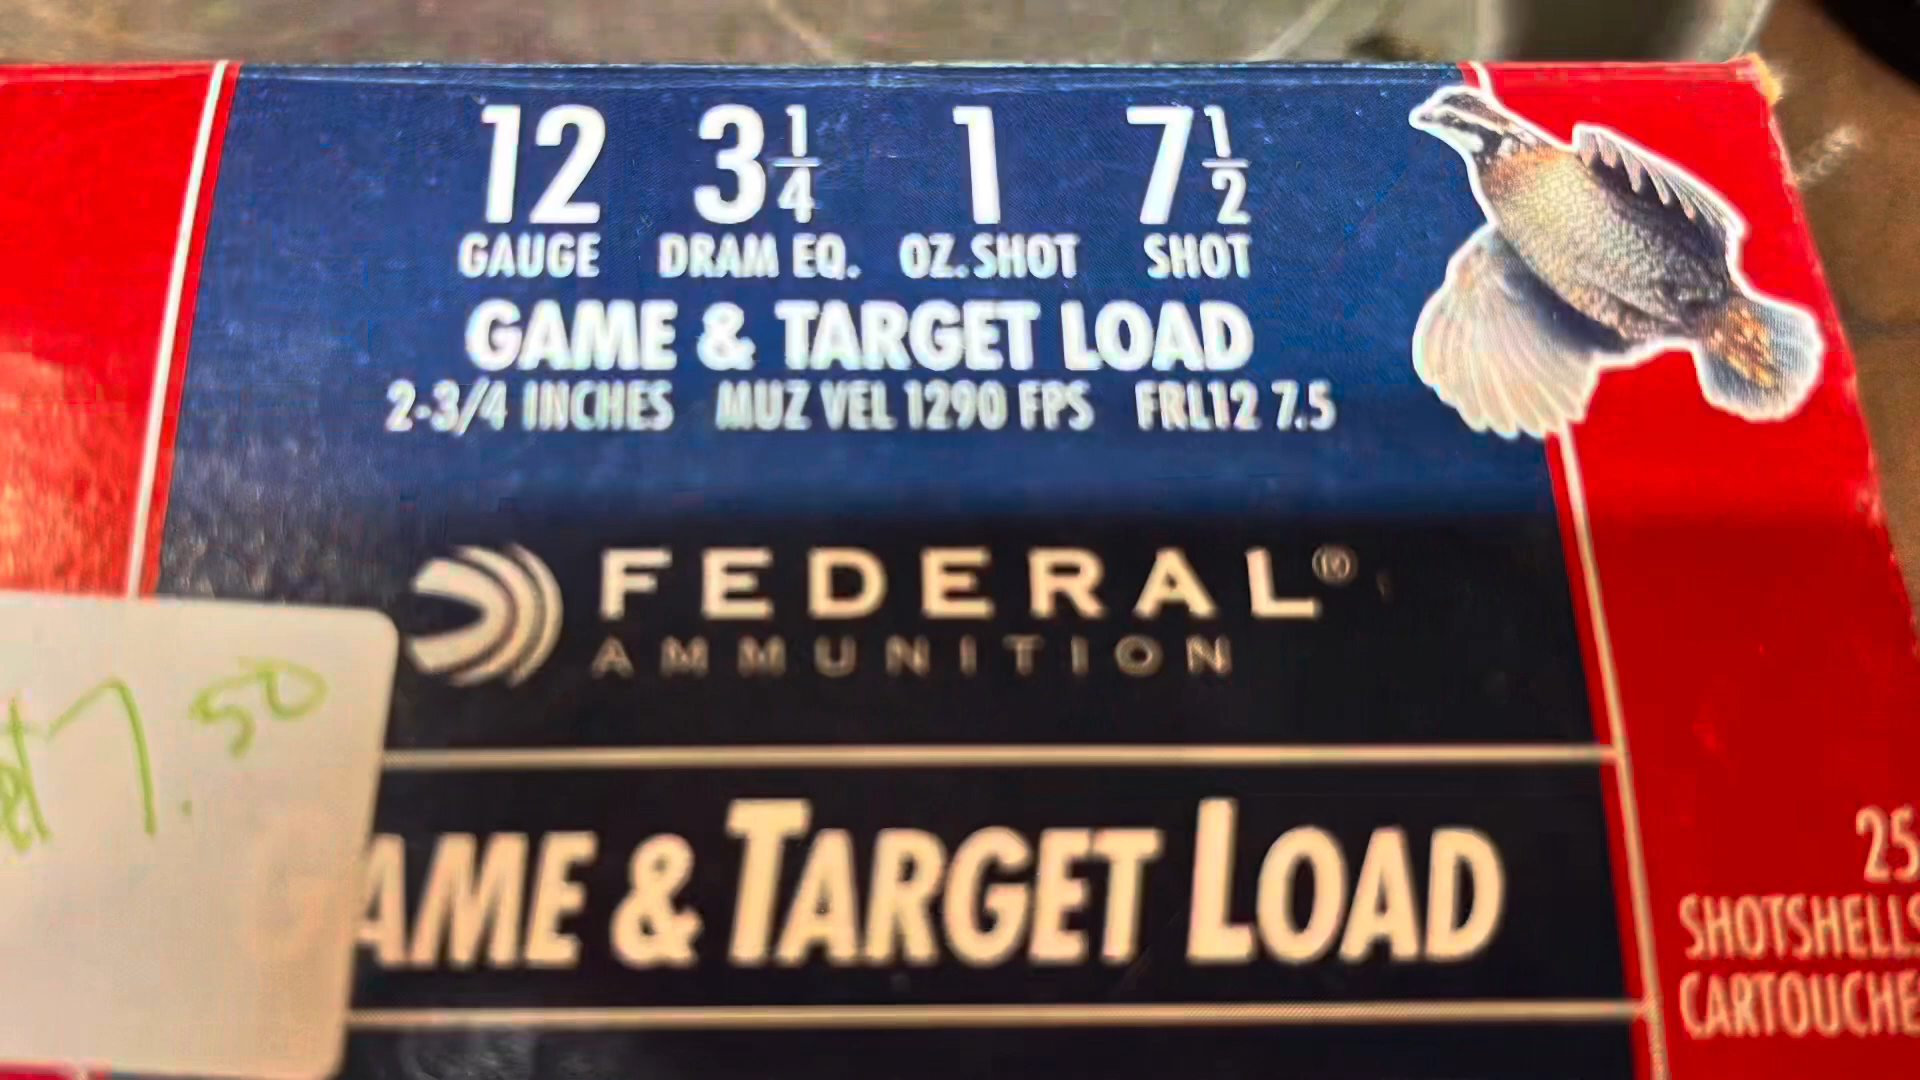 12 3 1/4 1 7 1/2
GAUGE DRAM EQ. OZ. SHOT SHOT
GAME & TARGET LOAD
2-3/4 INCHES MUZ VEL 1290 FPS FRL12 7.5
FEDERAL®
AMMUNITION
$7.50
AME & TARGET LOAD
25
SHOTSHELLS
CARTOUCHE